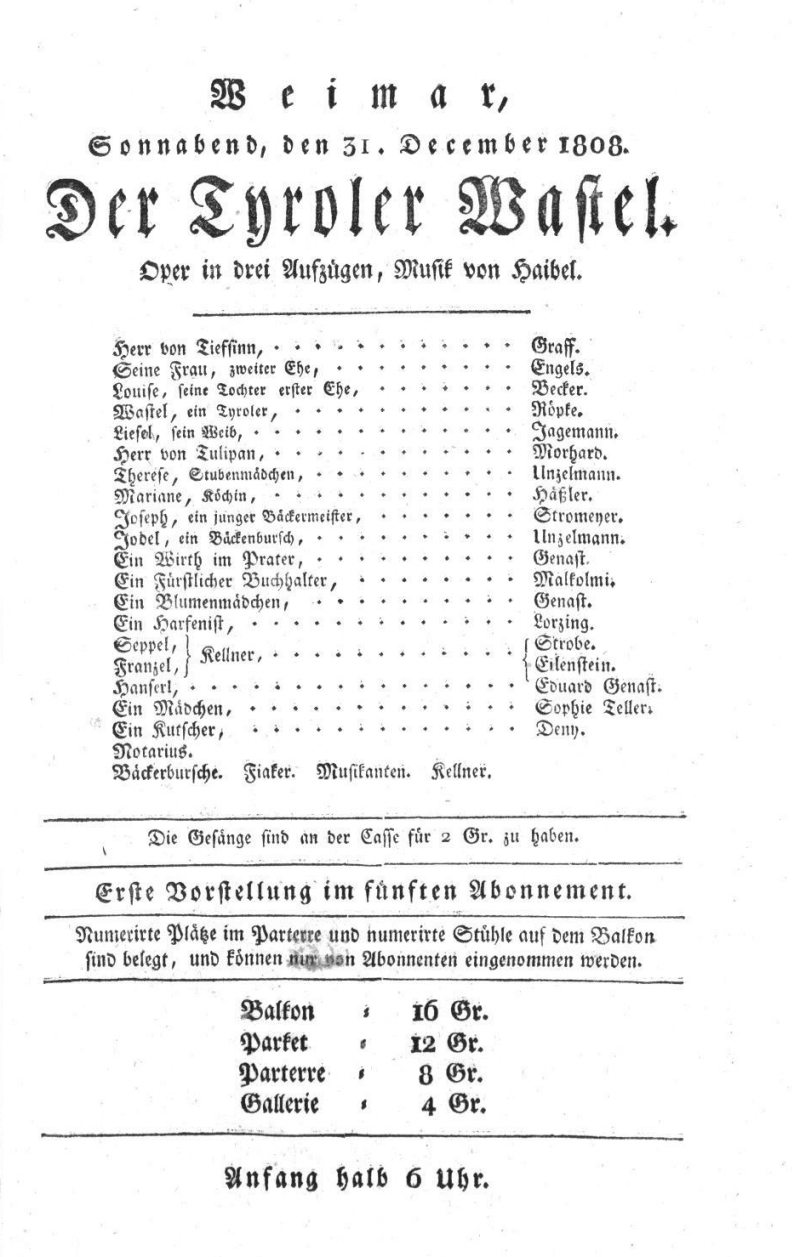 Weimar,
Sonnabend, den 31. December 1808.
Der Tyroler Wastel.
Oper in drei Aufzügen, Musik von Haibel.
Herr von Tiefsinn, . . . . . . . . . . . . Graff.
Seine Frau, zweiter Ehe, . . . . . . . . . Engels.
Louise, seine Tochter erster Ehe, . . . . . . . Becker.
Wastel, ein Tyroler, . . . . . . . . . . . Röpke.
Liesel, sein Weib, . . . . . . . . . . . . . Jagemann.
Herr von Tulipan, . . . . . . . . . . . . Morhard.
Therese, Stubenmädchen, . . . . . . . . . . Unzelmann.
Mariane, Köchin, . . . . . . . . . . . . Häßler.
Joseph, ein junger Bäckermeister, . . . . . . . . Stromeyer.
Jodel, ein Bäckenbursch, . . . . . . . . . . Unzelmann.
Ein Wirth im Prater, . . . . . . . . . . Genast.
Ein Fürstlicher Buchhalter, . . . . . . . . Malkolmi.
Ein Blumenmädchen, . . . . . . . . . . Genast.
Ein Harfenist, . . . . . . . . . . . . . Lorzing.
Seppel, } Kellner, . . . . . . . . . . . . { Strobe.
Franzel, } { Eilenstein.
Hanserl, . . . . . . . . . . . . . . . . Eduard Genast.
Ein Mädchen, . . . . . . . . . . . . . Sophie Teller.
Ein Kutscher, . . . . . . . . . . . . . Deny.
Notarius.
Bäckerbursche. Fiaker. Musikanten. Kellner.
Die Gesänge sind an der Casse für 2 Gr. zu haben.
Erste Vorstellung im fünften Abonnement.
Numerirte Plätze im Parterre und numerirte Stühle auf dem Balkon
sind belegt, und können nur von Abonnenten eingenommen werden.
Balkon = 16 Gr.
Parket = 12 Gr.
Parterre = 8 Gr.
Gallerie = 4 Gr.
Anfang halb 6 Uhr.